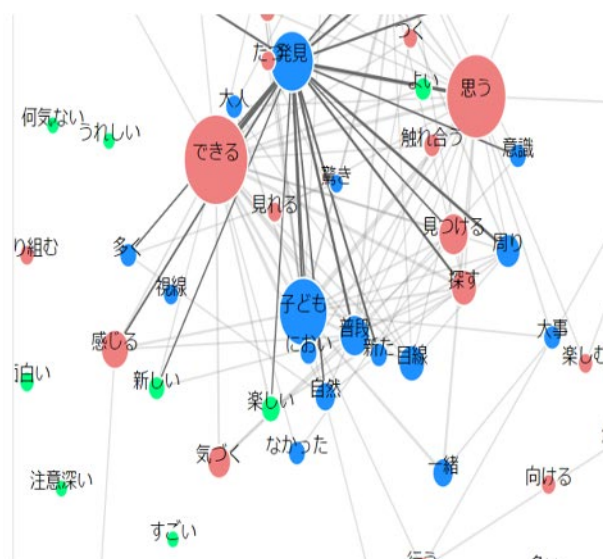 つく
発見
よい
思う
大人
何気ない
うれしい
できる
触れ合う
意識
驚き
見れる
り組む
多く
見つける
周り
視線
探す
子ども
感じる
におい
普段
新た
目線
大事
楽しむ
新しい
楽しい
自然
気づく
なかった
一緒
向ける
注意深い
すごい